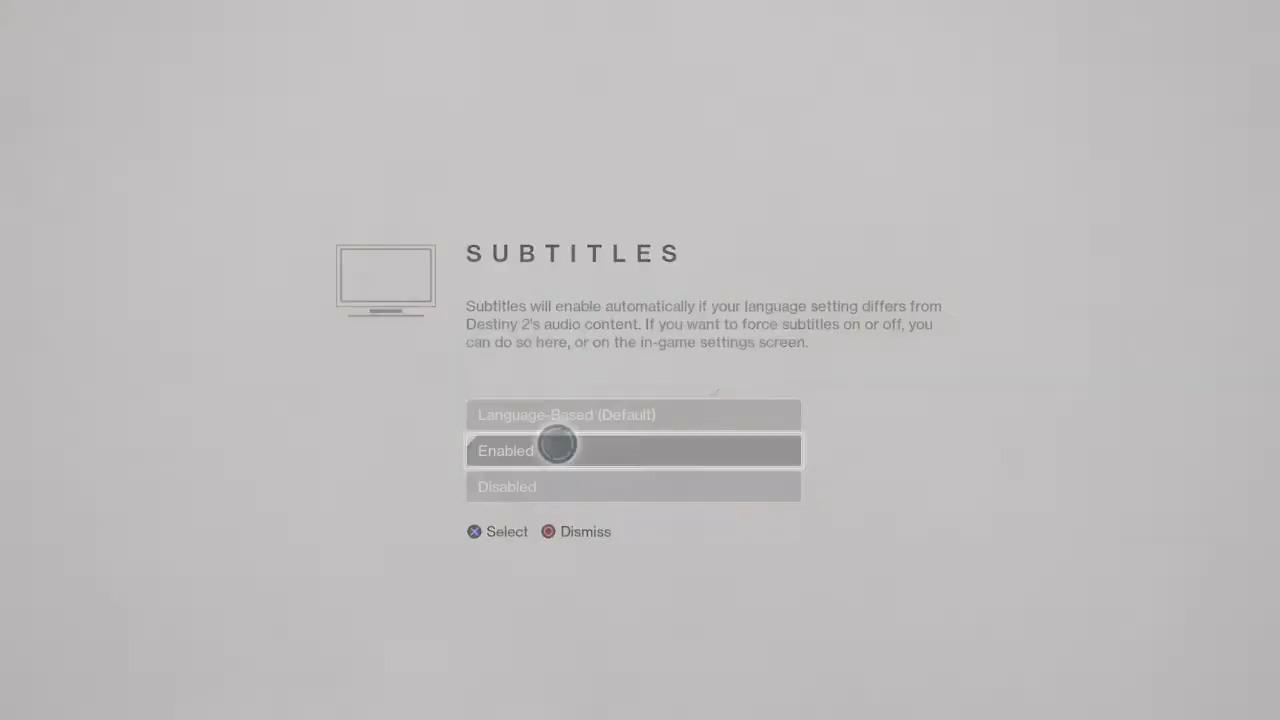 SUBTITLES
Subtitles will enable automatically if your language setting differs from
Destiny 2's audio content. If you want to force subtitles on or off, you
can do so here, or on the in-game settings screen.
Language-Based (Default)
Enabled
Disabled
Select Dismiss